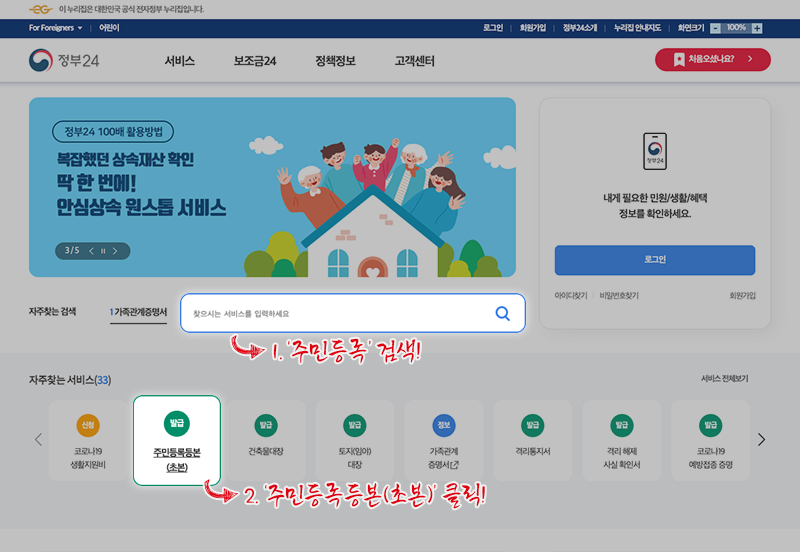 이 누리집은 대한민국 공식 전자정부 누리집입니다.
For Foreigners 어린이 로그인 회원가입 정부24소개 누리집 안내지도 화면크기 - 100% +
정부24 서비스 보조금24 정책정보 고객센터 처음오셨나요?
정부24 100배 활용방법
복잡했던 상속재산 확인
딱 한 번에!
안심상속 원스톱 서비스
3/5
정부24
내게 필요한 민원/생활/혜택
정보를 확인하세요.
로그인
아이디찾기 비밀번호찾기 회원가입
자주찾는 검색 1 가족관계증명서 찾으시는 서비스를 입력하세요
1. '주민등록' 검색!
자주찾는 서비스(33) 서비스 전체보기
신청
코로나19
생활지원비
발급
주민등록등본
(초본)
발급
건축물대장
발급
토지(임야)
대장
정보
가족관계
증명서
발급
격리통지서
발급
격리 해제
사실 확인서
발급
코로나19
예방접종 증명
2. '주민등록등본(초본)' 클릭!